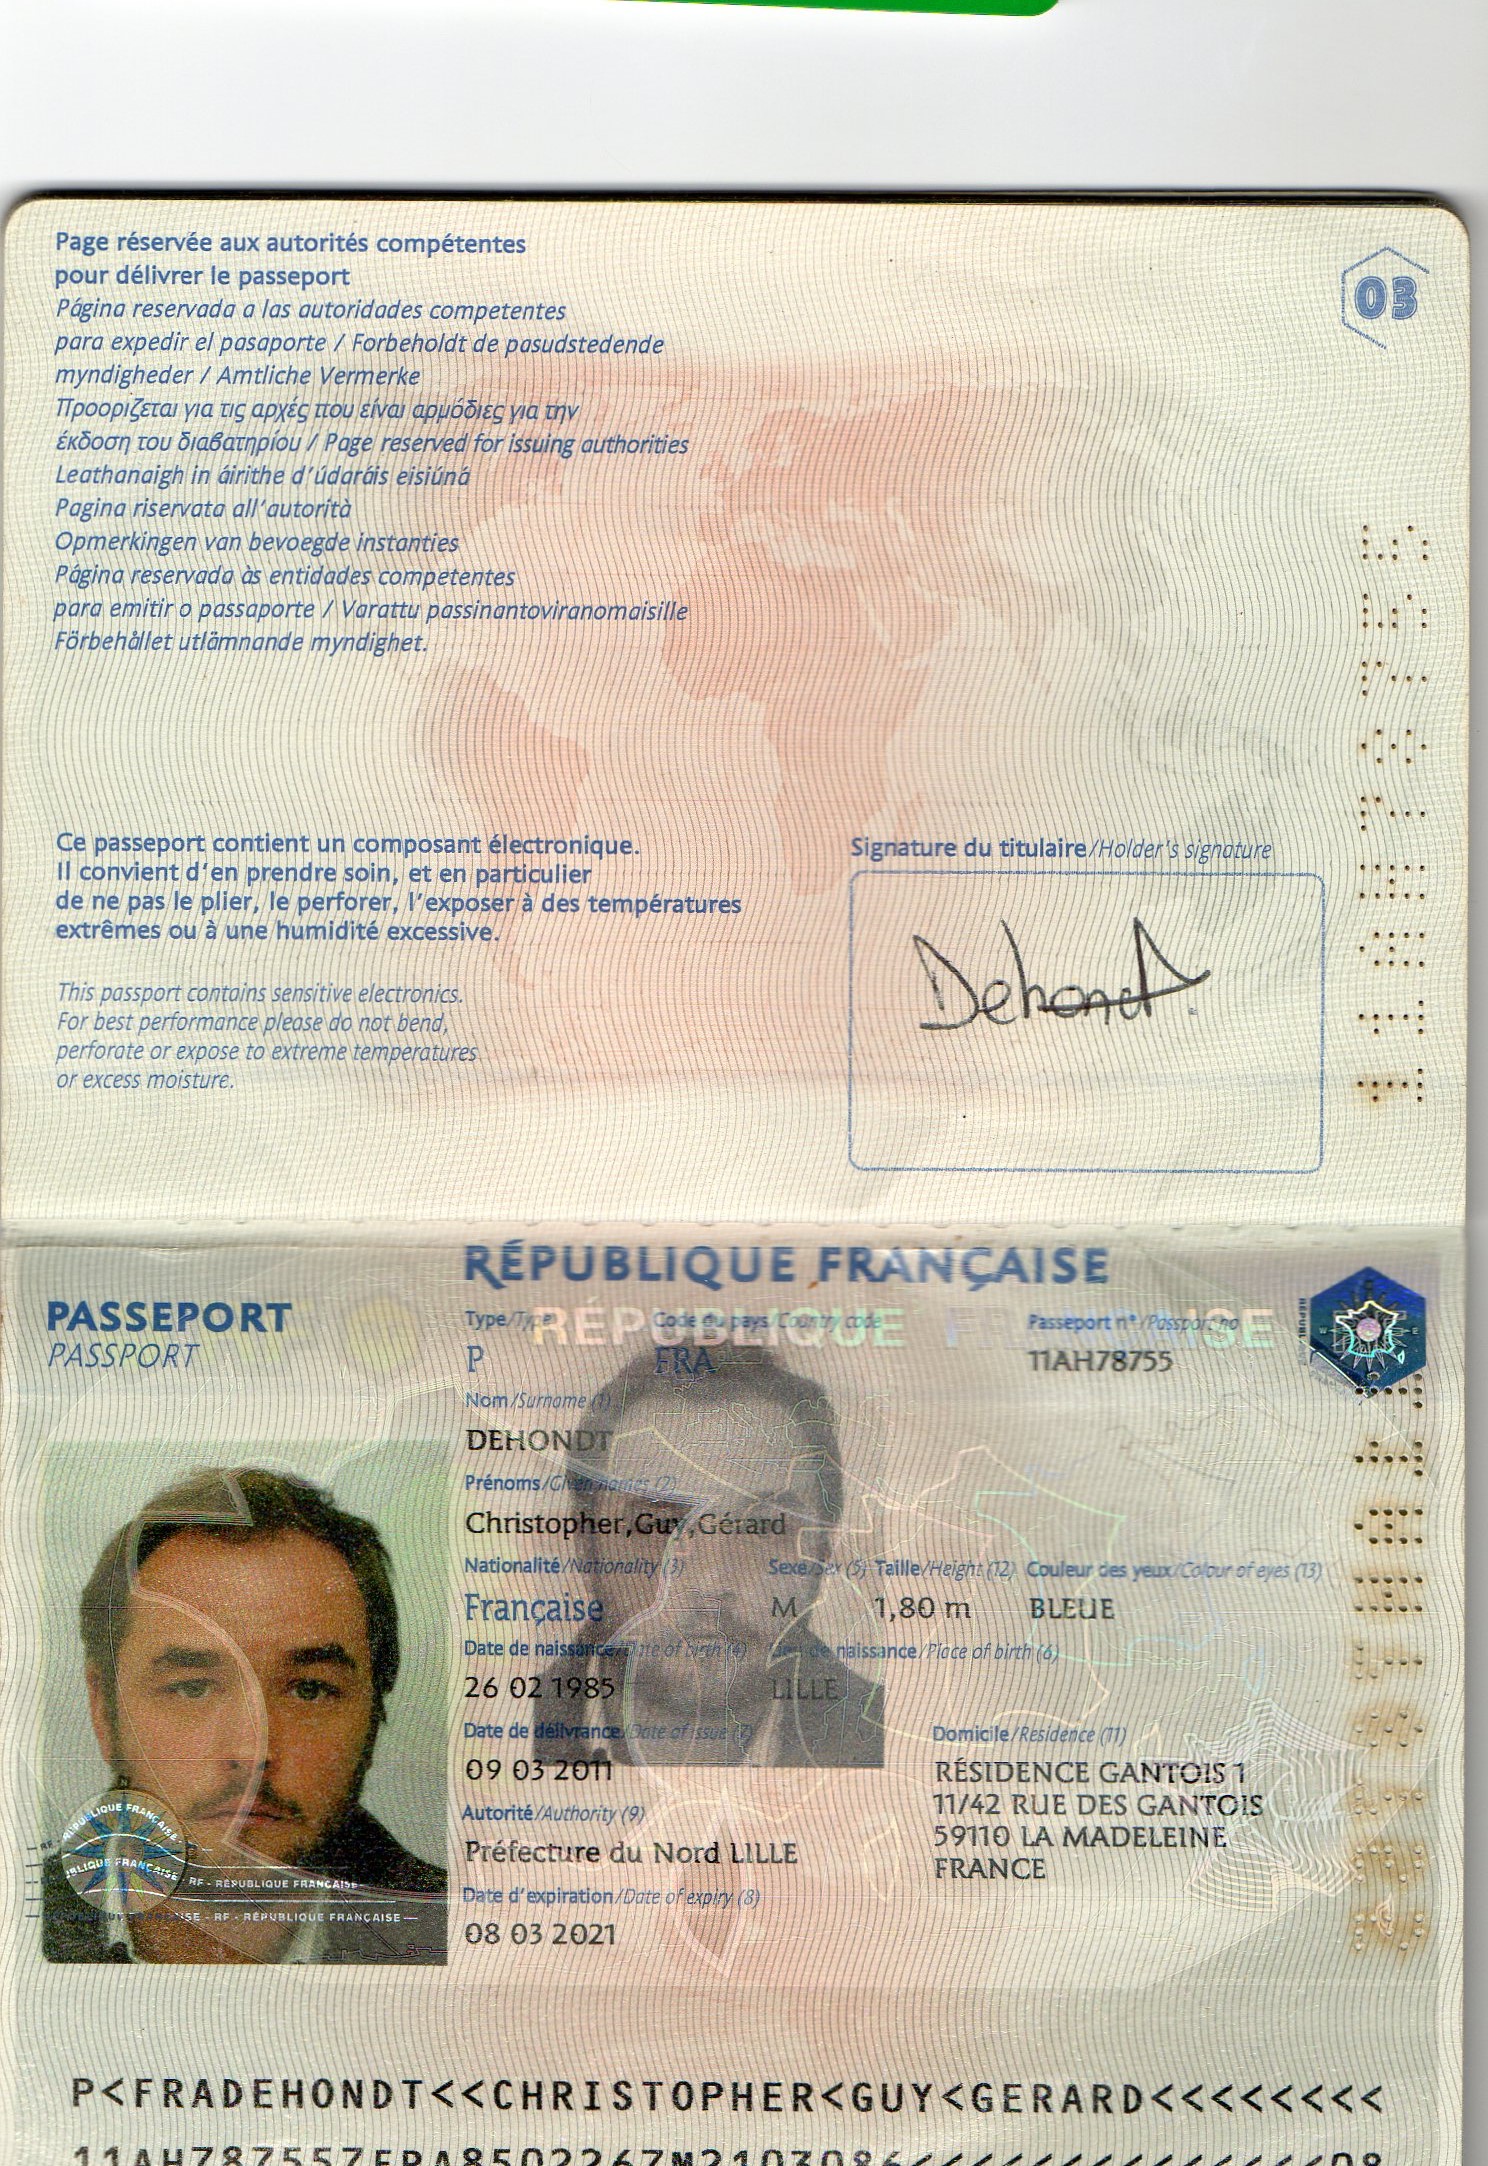 Page réservée aux autorités compétentes
pour délivrer le passeport
Página reservada a las autoridades competentes
para expedir el pasaporte / Forbeholdt de pasudstedende
myndigheder / Amtliche Vermerke
Προορίζεται για τις αρχές που είναι αρμόδιες για την
έκδοση του διαβατηρίου / Page reserved for issuing authorities
Leathanaigh in áirithe d'údaráis eisiúná
Pagina riservata all'autorità
Opmerkingen van bevoegde instanties
Página reservada às entidades competentes
para emitir o passaporte / Varattu passinantoviranomaisille
Förbehållet utlämnande myndighet.
03
Ce passeport contient un composant électronique.
Il convient d'en prendre soin, et en particulier
de ne pas le plier, le perforer, l'exposer à des températures
extrêmes ou à une humidité excessive.
This passport contains sensitive electronics.
For best performance please do not bend,
perforate or expose to extreme temperatures
or excess moisture.
Signature du titulaire/Holder's signature
Dehondt
11AH78755
RÉPUBLIQUE FRANÇAISE
RÉPUBLIQUE FRANÇAISE
PASSEPORT
PASSPORT
Type/Type Code du pays/Country code Passeport n°/Passport no
P FRA 11AH78755
Nom/Surname (1)
DEHONDT
Prénoms/Given names (2)
Christopher,Guy,Gérard
Nationalité/Nationality (3) Sexe/Sex (5) Taille/Height (12) Couleur des yeux/Colour of eyes (13)
Française M 1,80 m BLEUE
Date de naissance/Date of birth (4) Lieu de naissance/Place of birth (6)
26 02 1985 LILLE
Date de délivrance/Date of issue (7) Domicile/Residence (11)
09 03 2011 RÉSIDENCE GANTOIS 1
11/42 RUE DES GANTOIS
59110 LA MADELEINE
FRANCE
Autorité/Authority (9)
Préfecture du Nord LILLE
Date d'expiration/Date of expiry (8)
08 03 2021
RÉPUBLIQUE FRANÇAISE
RF - RÉPUBLIQUE FRANÇAISE
RF - RÉPUBLIQUE FRANÇAISE
P<FRADEHONDT<<CHRISTOPHER<GUY<GERARD<<<<<<<<